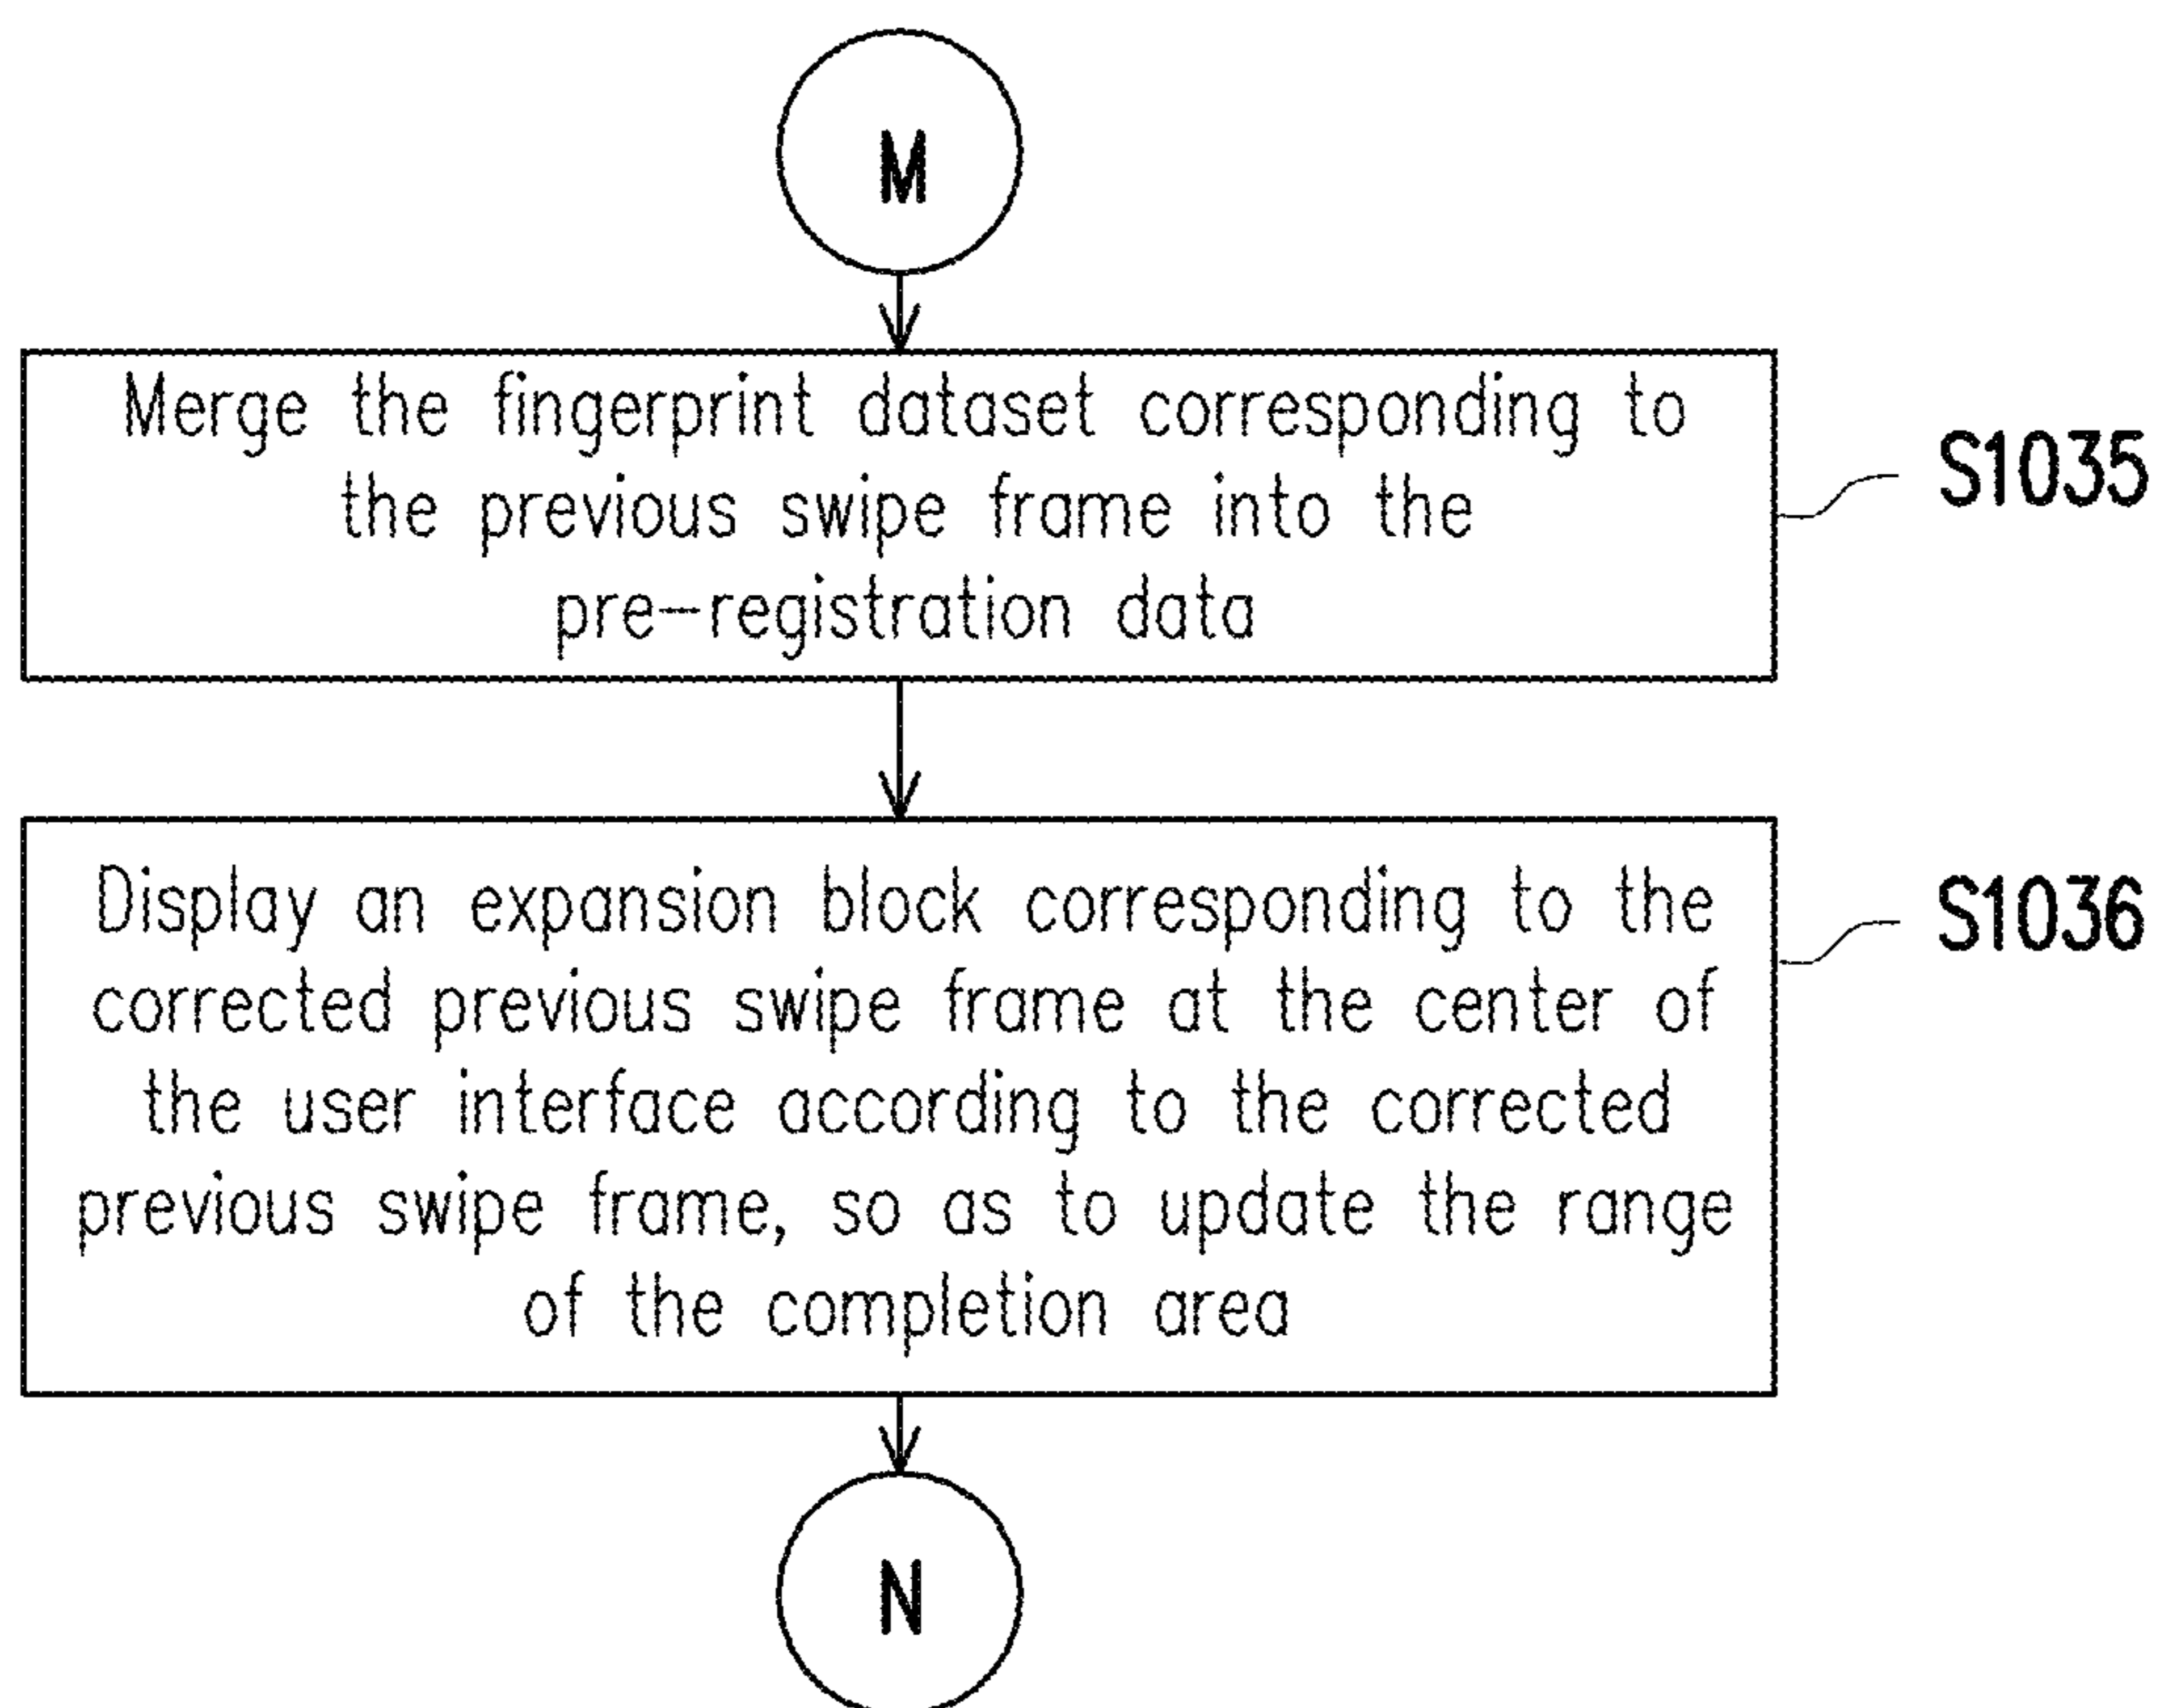 M
Merge the fingerprint dataset corresponding to
the previous swipe frame into the
pre-registration data
S1035
Display an expansion block corresponding to the
corrected previous swipe frame at the center of
the user interface according to the corrected
previous swipe frame, so as to update the range
of the completion area
S1036
N